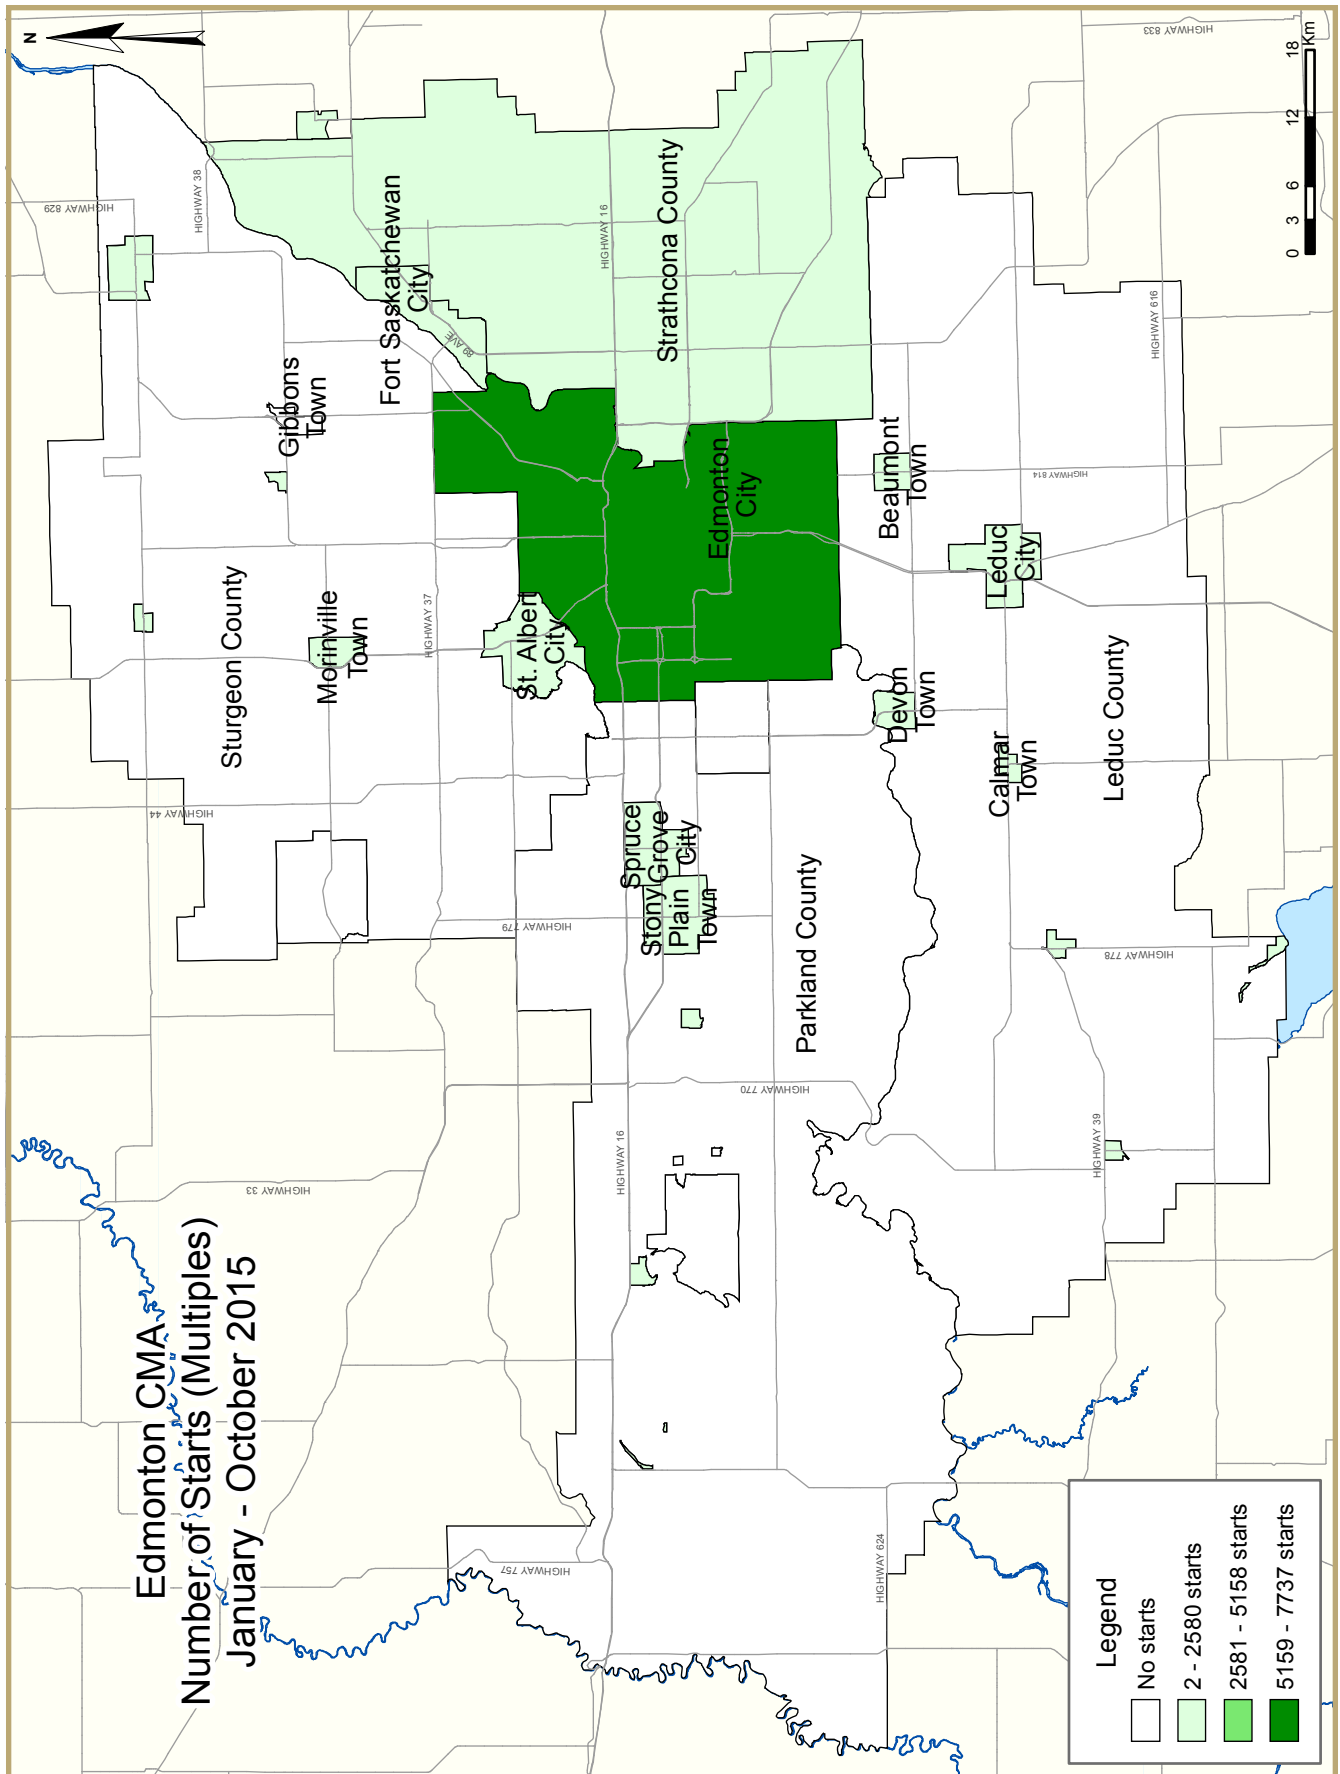 Edmonton CMA
Number of Starts (Multiples)
January - October 2015
N
HIGHWAY 829
HIGHWAY 38
HIGHWAY 833
Fort Saskatchewan
City
Gibbons
Town
HIGHWAY 16
Strathcona County
89 AVE
Sturgeon County
Morinville
Town
HIGHWAY 37
HIGHWAY 44
St. Albert
City
Edmonton
City
Beaumont
Town
HIGHWAY 814
HIGHWAY 616
Leduc
City
Devon
Town
Calmar
Town
Leduc County
Spruce
Grove
City
Stony
Plain
Town
HIGHWAY 779
Parkland County
HIGHWAY 778
HIGHWAY 770
HIGHWAY 39
HIGHWAY 16
HIGHWAY 33
HIGHWAY 757
HIGHWAY 624
0 3 6 12 18
Km
Legend
No starts
2 - 2580 starts
2581 - 5158 starts
5159 - 7737 starts